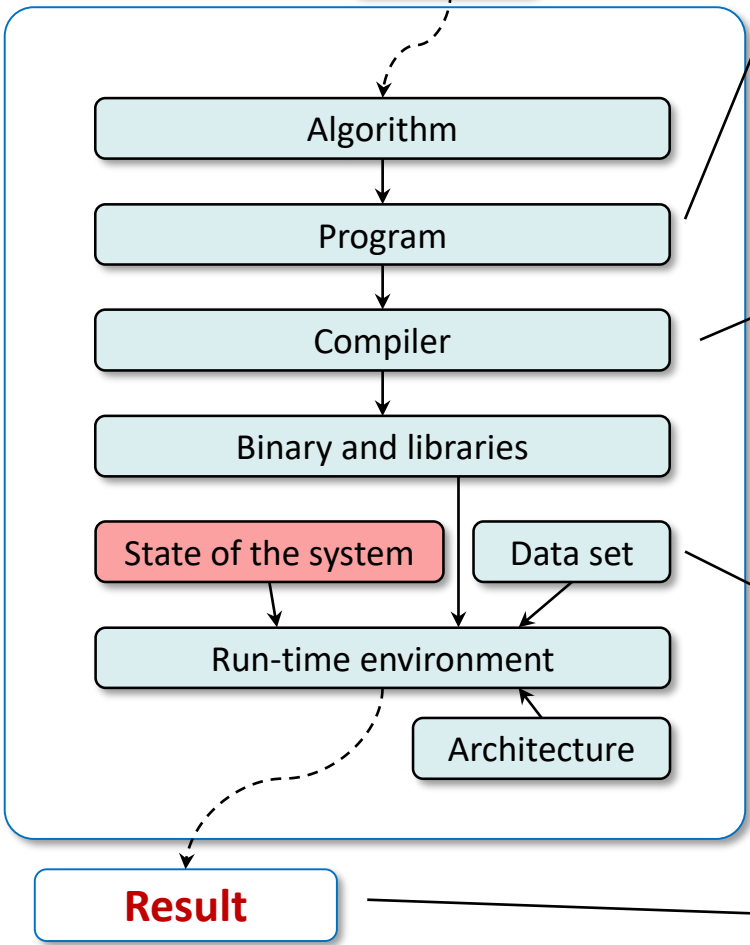 Algorithm
Program
Compiler
Binary and libraries
State of the system
Data set
Run-time environment
Architecture
Result